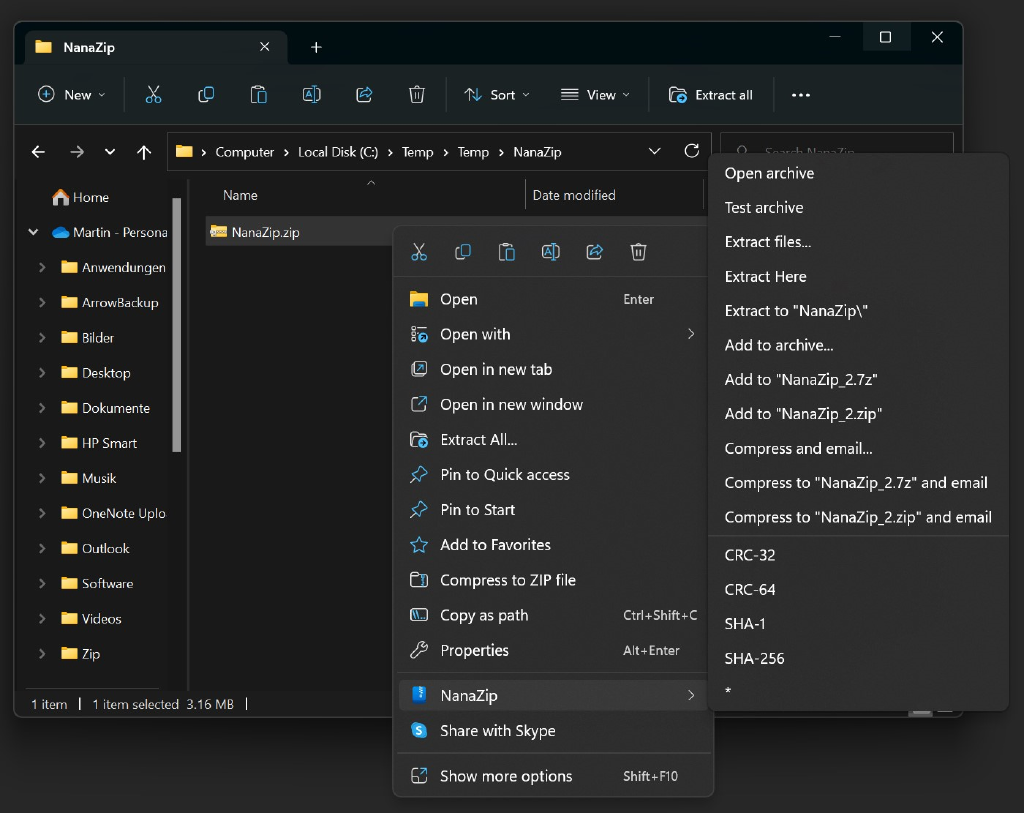 NanaZip
New
Sort
View
Extract all
Computer
Local Disk (C:)
Temp
Temp
NanaZip
Search NanaZip
Home
Martin - Persona
Anwendungen
ArrowBackup
Bilder
Desktop
Dokumente
HP Smart
Musik
OneNote Uplo
Outlook
Software
Videos
Zip
Name
Date modified
NanaZip.zip
Open Enter
Open with
Open in new tab
Open in new window
Extract All...
Pin to Quick access
Pin to Start
Add to Favorites
Compress to ZIP file
Copy as path Ctrl+Shift+C
Properties Alt+Enter
NanaZip
Share with Skype
Show more options Shift+F10
Open archive
Test archive
Extract files...
Extract Here
Extract to "NanaZip\"
Add to archive...
Add to "NanaZip_2.7z"
Add to "NanaZip_2.zip"
Compress and email...
Compress to "NanaZip_2.7z" and email
Compress to "NanaZip_2.zip" and email
CRC-32
CRC-64
SHA-1
SHA-256
*
1 item
1 item selected 3.16 MB